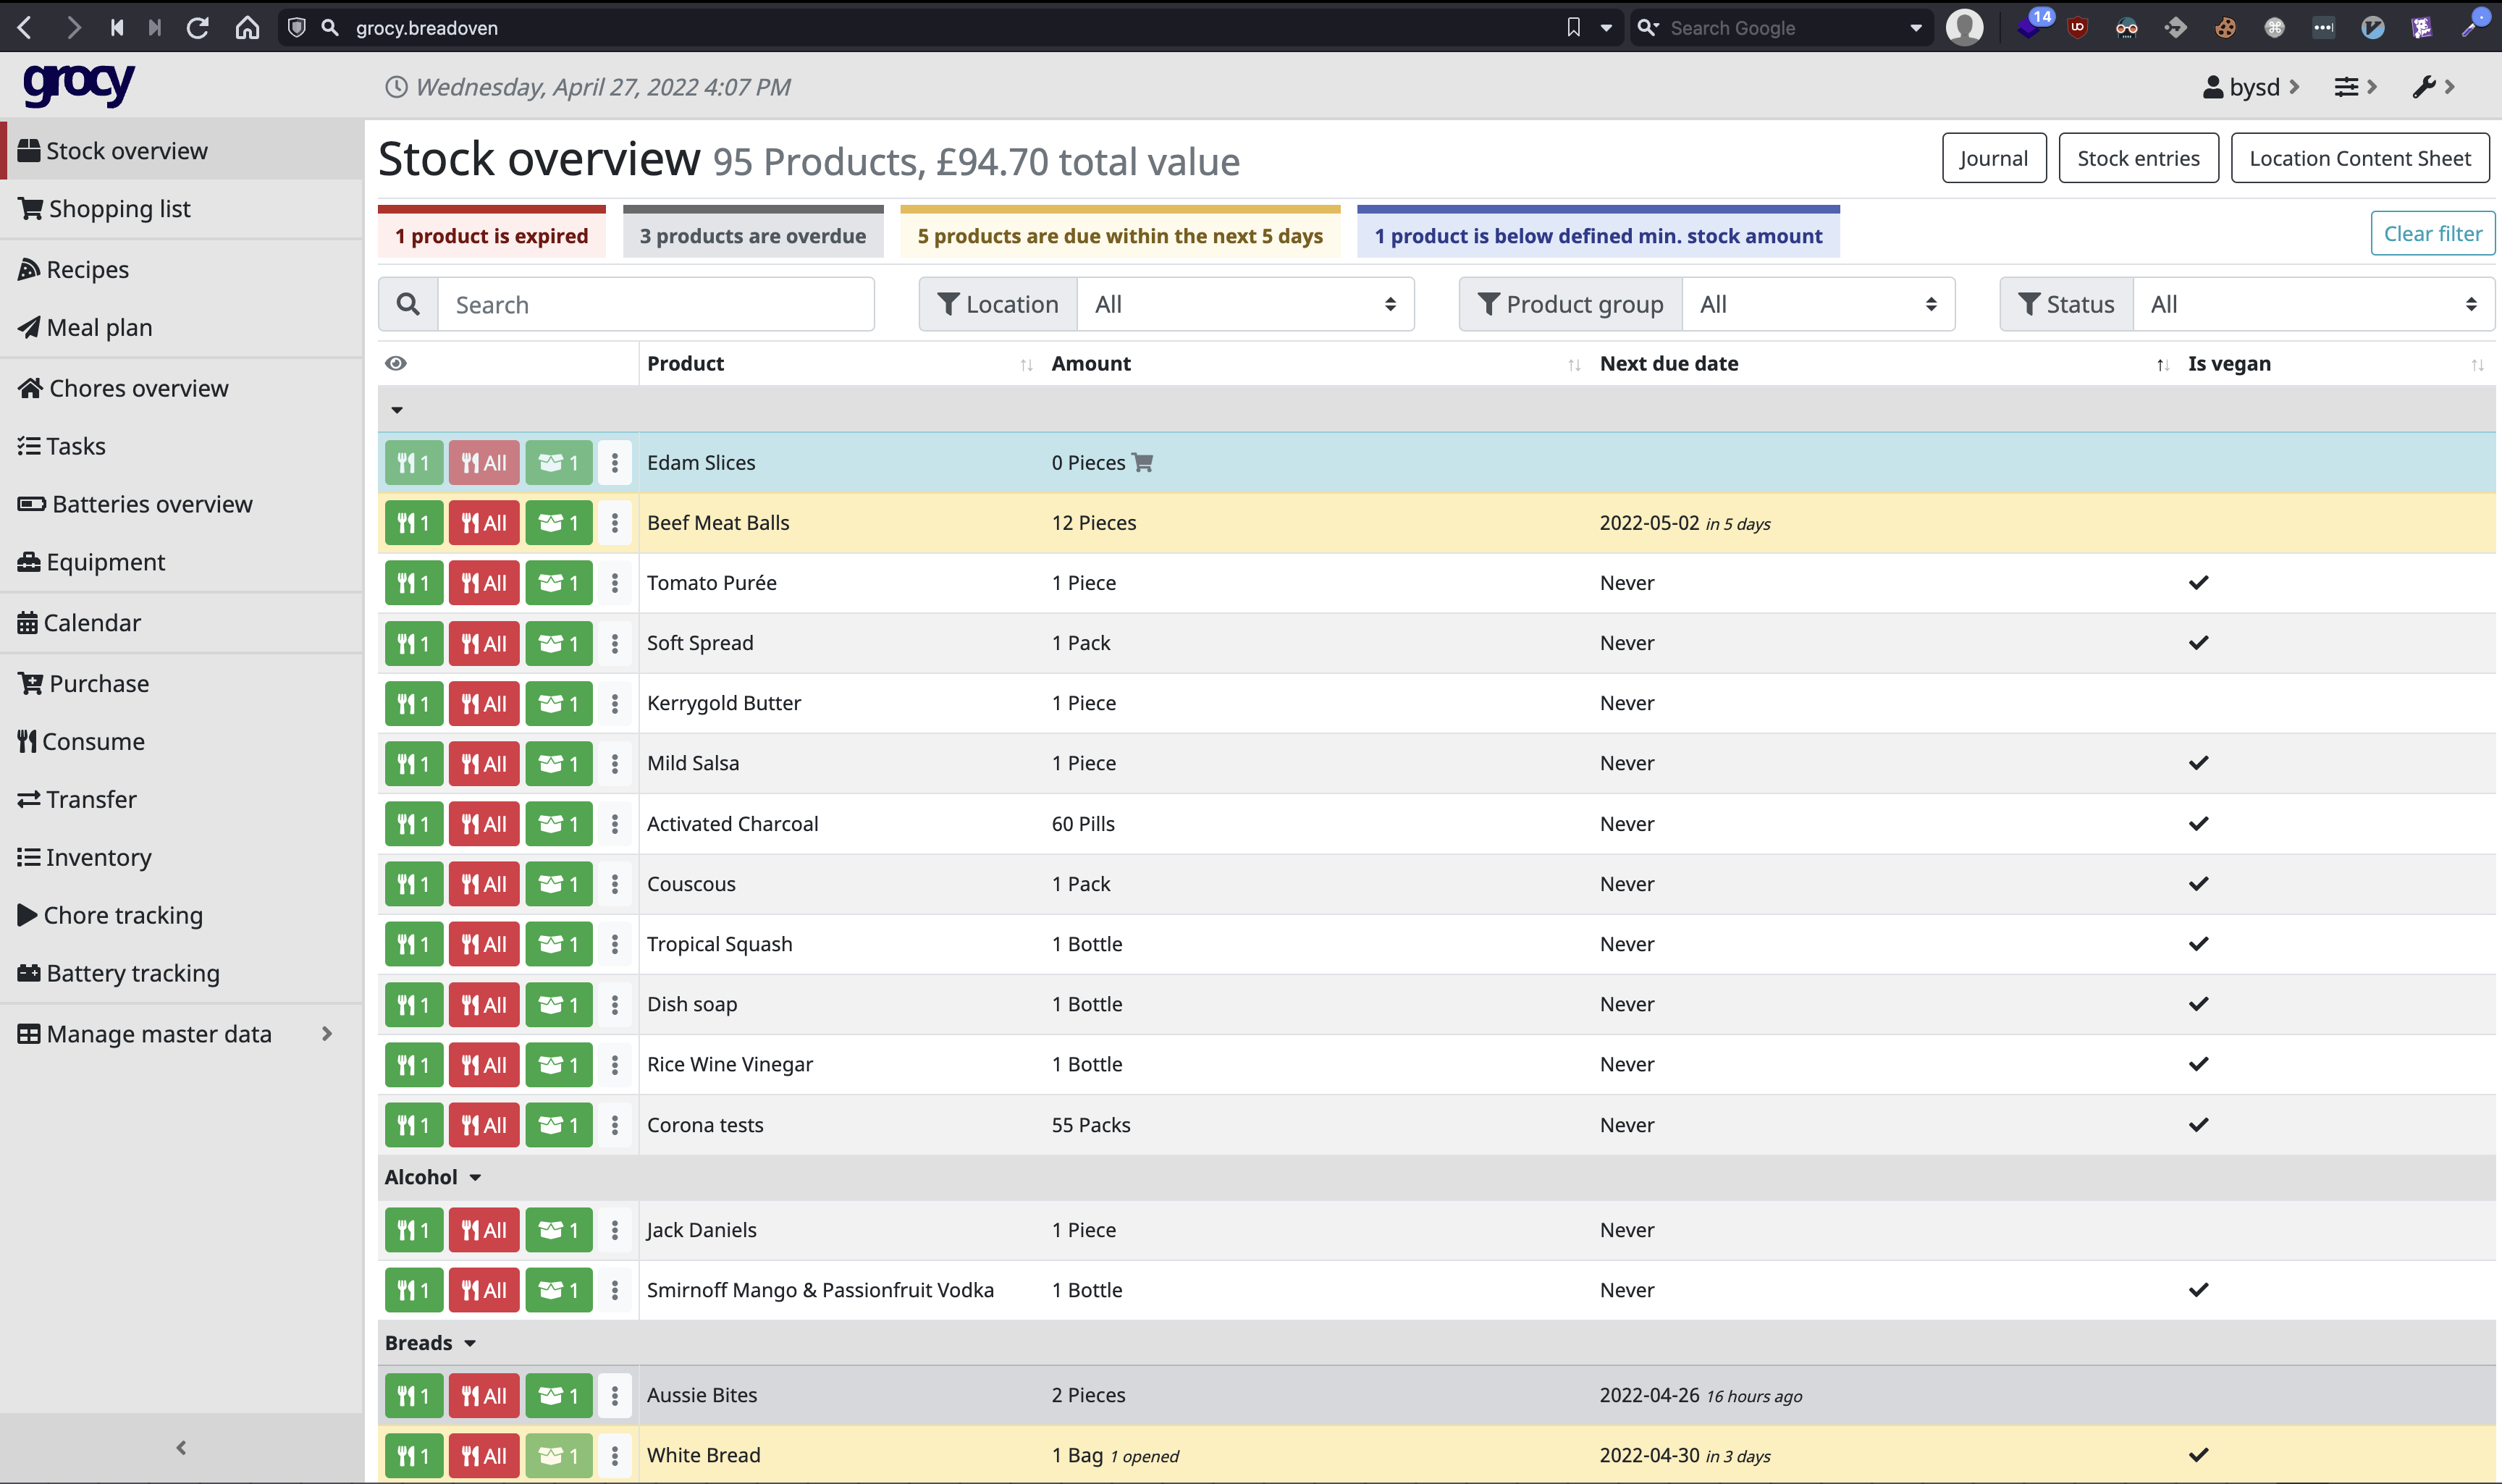 grocy.breadoven
Search Google
14
grocy
Wednesday, April 27, 2022 4:07 PM
bysd
Stock overview
Shopping list
Recipes
Meal plan
Chores overview
Tasks
Batteries overview
Equipment
Calendar
Purchase
Consume
Transfer
Inventory
Chore tracking
Battery tracking
Manage master data
Stock overview 95 Products, £94.70 total value
Journal
Stock entries
Location Content Sheet
1 product is expired
3 products are overdue
5 products are due within the next 5 days
1 product is below defined min. stock amount
Clear filter
Search
Location All
Product group All
Status All
Product Amount Next due date Is vegan
1 All 1 Edam Slices 0 Pieces
1 All 1 Beef Meat Balls 12 Pieces 2022-05-02 in 5 days
1 All 1 Tomato Purée 1 Piece Never
1 All 1 Soft Spread 1 Pack Never
1 All 1 Kerrygold Butter 1 Piece Never
1 All 1 Mild Salsa 1 Piece Never
1 All 1 Activated Charcoal 60 Pills Never
1 All 1 Couscous 1 Pack Never
1 All 1 Tropical Squash 1 Bottle Never
1 All 1 Dish soap 1 Bottle Never
1 All 1 Rice Wine Vinegar 1 Bottle Never
1 All 1 Corona tests 55 Packs Never
Alcohol
1 All 1 Jack Daniels 1 Piece Never
1 All 1 Smirnoff Mango & Passionfruit Vodka 1 Bottle Never
Breads
1 All 1 Aussie Bites 2 Pieces 2022-04-26 16 hours ago
1 All 1 White Bread 1 Bag 1 opened 2022-04-30 in 3 days